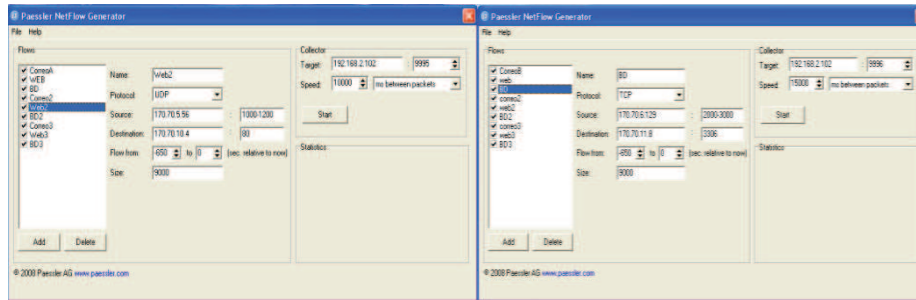 Paessler NetFlow Generator
File Help
Flows
CorreoA
WEB
BD
Correo2
Web2
BD2
Correo3
Web3
BD3
Name: Web2
Protocol: UDP
Source: 170.70.5.56 : 1000-1200
Destination: 170.70.10.4 : 80
Flow from: -650 to 0 (sec. relative to now)
Size: 9000
Add Delete
Collector
Target: 192.168.2.102 : 9995
Speed: 10000 ms between packets
Start
Statistics
© 2008 Paessler AG www.paessler.com
Paessler NetFlow Generator
File Help
Flows
CorreoB
web
BD
correo2
web2
BD2
correo3
web3
BD3
Name: BD
Protocol: TCP
Source: 170.70.6.129 : 2000-3000
Destination: 170.70.11.8 : 3306
Flow from: -650 to 0 (sec. relative to now)
Size: 9000
Add Delete
Collector
Target: 192.168.2.102 : 9996
Speed: 15000 ms between packets
Start
Statistics
© 2008 Paessler AG www.paessler.com